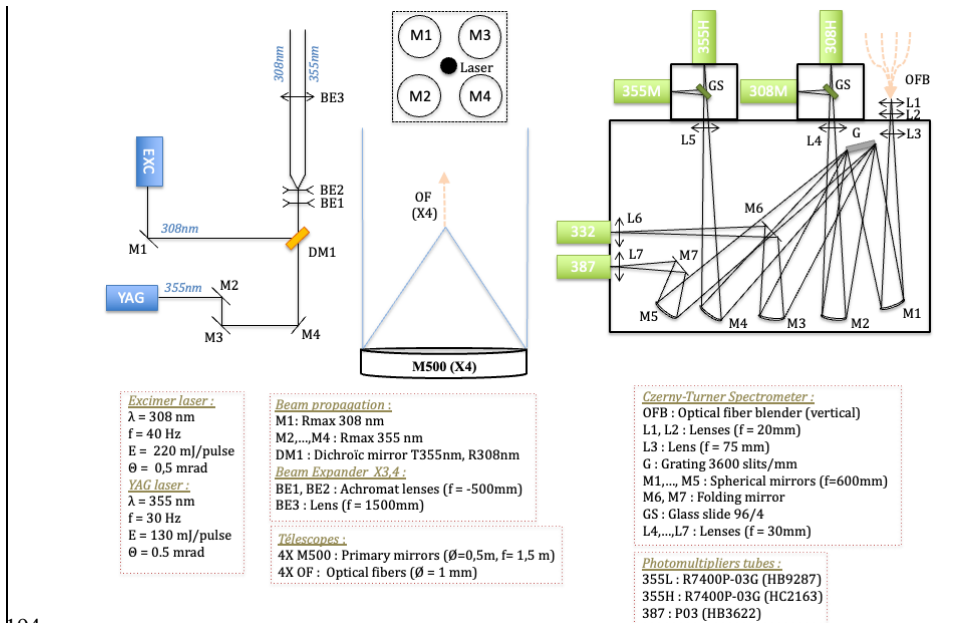 M1
M3
Laser
M2
M4
308nm
355nm
BE3
BE2
BE1
EXC
308nm
M1
DM1
YAG
355nm
M2
M3
M4
OF
(X4)
M500 (X4)
355H
308H
355M
GS
308M
GS
OFB
L1
L2
L3
L5
L4
G
M6
L6
332
L7
387
M7
M5
M4
M3
M2
M1
Excimer laser :
λ = 308 nm
f = 40 Hz
E = 220 mJ/pulse
Θ = 0,5 mrad
YAG laser :
λ = 355 nm
f = 30 Hz
E = 130 mJ/pulse
Θ = 0.5 mrad
Beam propagation :
M1: Rmax 308 nm
M2,...,M4 : Rmax 355 nm
DM1 : Dichroïc mirror T355nm, R308nm
Beam Expander X3,4 :
BE1, BE2 : Achromat lenses (f = -500mm)
BE3 : Lens (f = 1500mm)
Télescopes :
4X M500 : Primary mirrors (Ø=0,5m, f= 1,5 m)
4X OF : Optical fibers (Ø = 1 mm)
Czerny-Turner Spectrometer :
OFB : Optical fiber blender (vertical)
L1, L2 : Lenses (f = 20mm)
L3 : Lens (f = 75 mm)
G : Grating 3600 slits/mm
M1,..., M5 : Spherical mirrors (f=600mm)
M6, M7 : Folding mirror
GS : Glass slide 96/4
L4,...,L7 : Lenses (f = 30mm)
Photomultipliers tubes :
355L : R7400P-03G (HB9287)
355H : R7400P-03G (HC2163)
387 : P03 (HB3622)